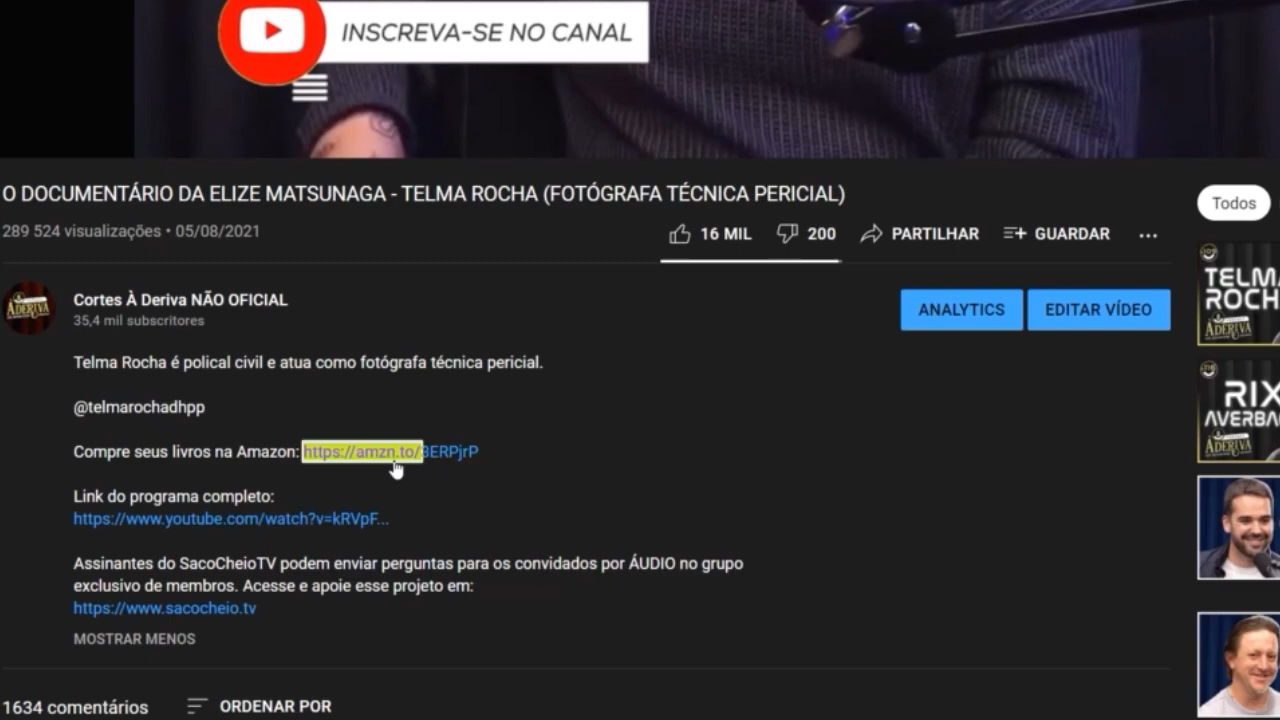 INSCREVA-SE NO CANAL
O DOCUMENTÁRIO DA ELIZE MATSUNAGA - TELMA ROCHA (FOTÓGRAFA TÉCNICA PERICIAL)
289 524 visualizações • 05/08/2021
16 MIL
200
PARTILHAR
GUARDAR
Todos
TELMA
ROCH
ADERIVA
ADERIVA
Cortes À Deriva NÃO OFICIAL
35,4 mil subscritores
ANALYTICS
EDITAR VÍDEO
Telma Rocha é polical civil e atua como fotógrafa técnica pericial.
@telmarochadhpp
RIX
AVERBA
ADERIVA
Compre seus livros na Amazon: https://amzn.to/3ERPjrP
Link do programa completo:
https://www.youtube.com/watch?v=kRVpF...
Assinantes do SacoCheioTV podem enviar perguntas para os convidados por ÁUDIO no grupo
exclusivo de membros. Acesse e apoie esse projeto em:
https://www.sacocheio.tv
MOSTRAR MENOS
1634 comentários
ORDENAR POR